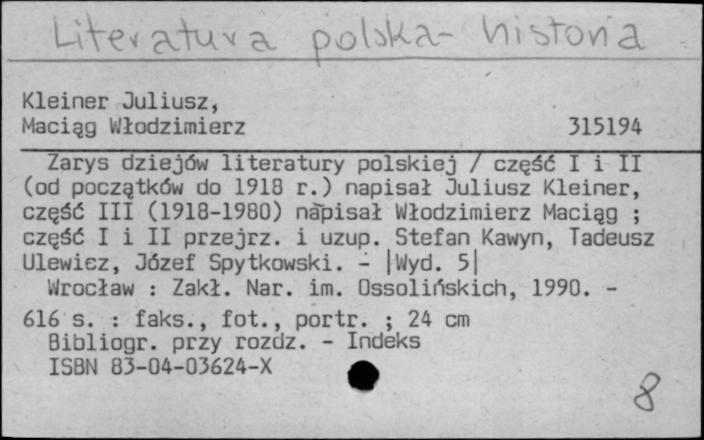 Literatura polska- historia
Kleiner Juliusz,
Maciąg Włodzimierz 315194
Zarys dziejów literatury polskiej / część I i II
(od początków do 1918 r.) napisał Juliusz Kleiner,
część III (1918-1980) napisał Włodzimierz Maciąg ;
część I i II przejrz. i uzup. Stefan Kawyn, Tadeusz
Ulewicz, Józef Spytkowski. - |Wyd. 5|
Wrocław : Zakł. Nar. im. Ossolińskich, 1990. -
616 s. : faks., fot., portr. ; 24 cm
Bibliogr. przy rozdz. - Indeks
ISBN 83-04-03624-X
8